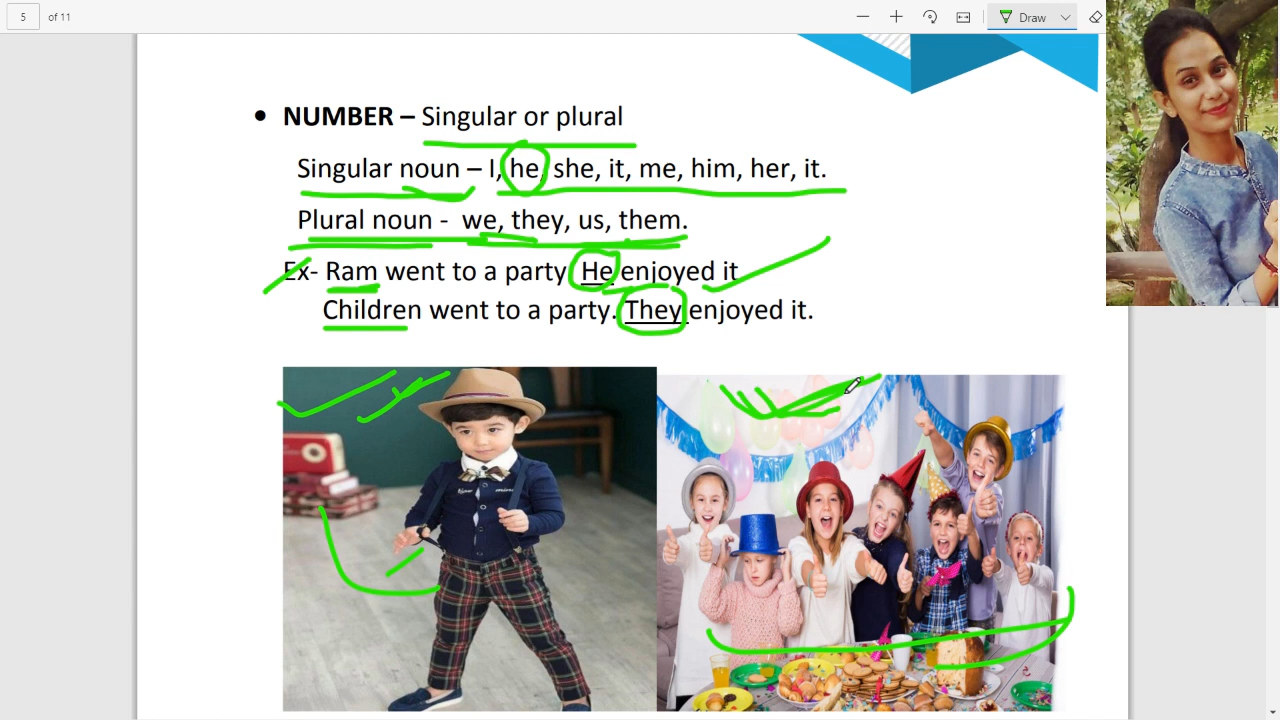 5 of 11
Draw
• NUMBER – Singular or plural
Singular noun – I, he, she, it, me, him, her, it.
Plural noun - we, they, us, them.
Ex- Ram went to a party. He enjoyed it
Children went to a party. They enjoyed it.